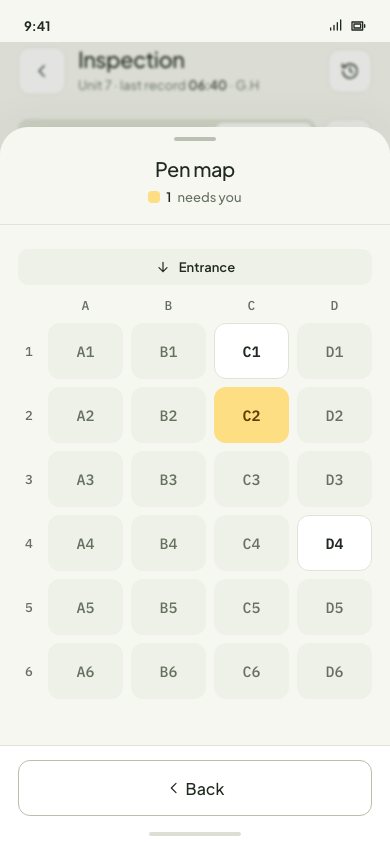 9:41
Inspection
Unit 7 · last record 06:40 · G.H
Pen map
1 needs you
↓ Entrance
A B C D
1 A1 B1 C1 D1
2 A2 B2 C2 D2
3 A3 B3 C3 D3
4 A4 B4 C4 D4
5 A5 B5 C5 D5
6 A6 B6 C6 D6
Back